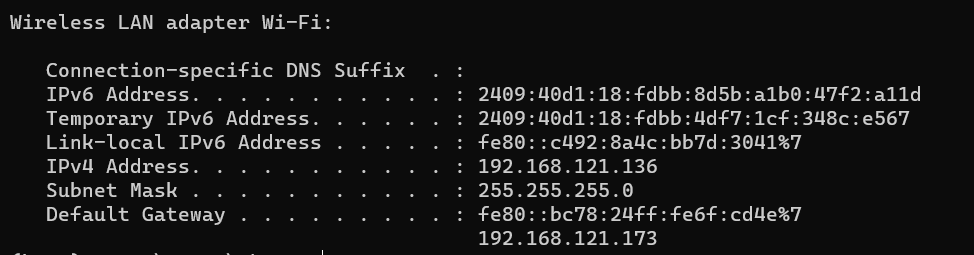 Wireless LAN adapter Wi-Fi:
Connection-specific DNS Suffix  . :
IPv6 Address. . . . . . . . . . . : 2409:40d1:18:fdbb:8d5b:a1b0:47f2:a11d
Temporary IPv6 Address. . . . . . : 2409:40d1:18:fdbb:4df7:1cf:348c:e567
Link-local IPv6 Address . . . . . : fe80::c492:8a4c:bb7d:3041%7
IPv4 Address. . . . . . . . . . . : 192.168.121.136
Subnet Mask . . . . . . . . . . . : 255.255.255.0
Default Gateway . . . . . . . . . : fe80::bc78:24ff:fe6f:cd4e%7
192.168.121.173